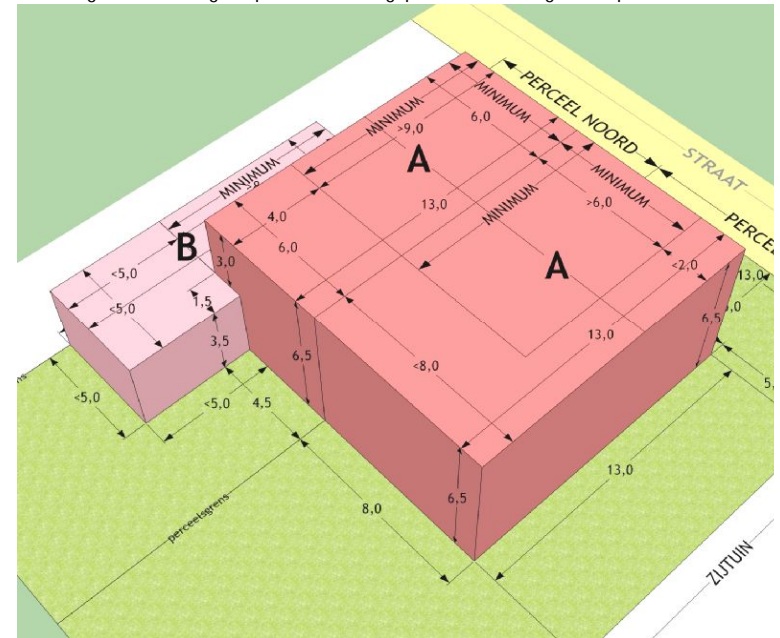 PERCEEL NOORD
STRAAT
MINIMUM
>9,0
MINIMUM
6,0
MINIMUM
>6,0
A
MINIMUM
4,0
13,0
MINIMUM
B
6,0
A
<2,0
13,0
<5,0
<5,0
3,0
1,5
3,5
6,5
<8,0
13,0
6,5
<5,0
<5,0
4,5
8,0
6,5
13,0
perceelsgrens
ZIJTUIN